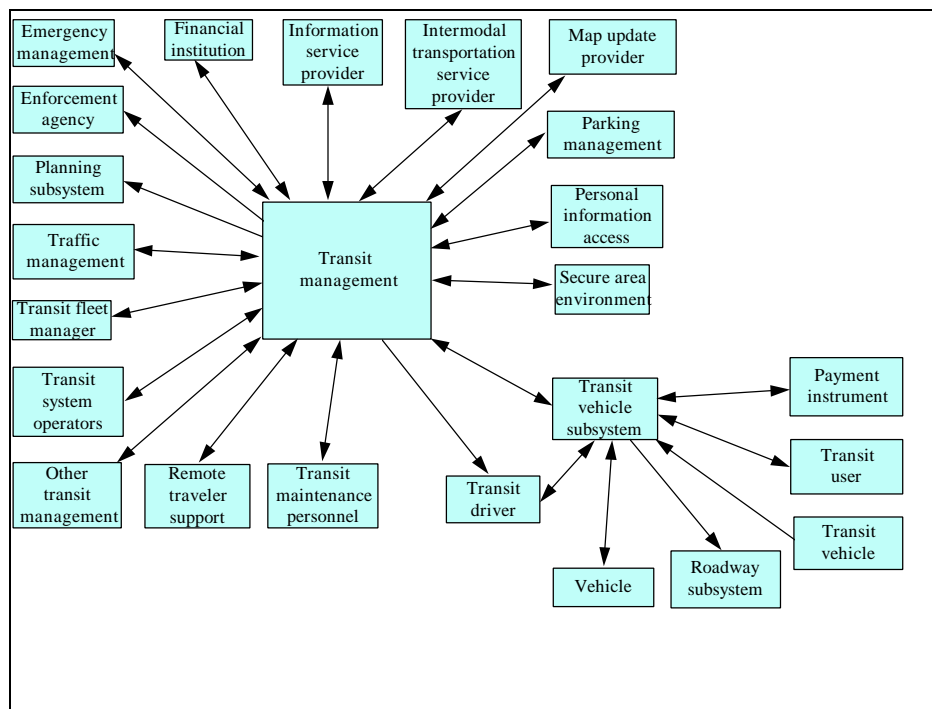 Emergency
management
Financial
institution
Information
service
provider
Intermodal
transportation
service
provider
Map update
provider
Enforcement
agency
Parking
management
Planning
subsystem
Personal
information
access
Traffic
management
Transit
management
Secure area
environment
Transit fleet
manager
Transit
system
operators
Transit
vehicle
subsystem
Payment
instrument
Other
transit
management
Remote
traveler
support
Transit
maintenance
personnel
Transit
driver
Transit
user
Transit
vehicle
Vehicle
Roadway
subsystem